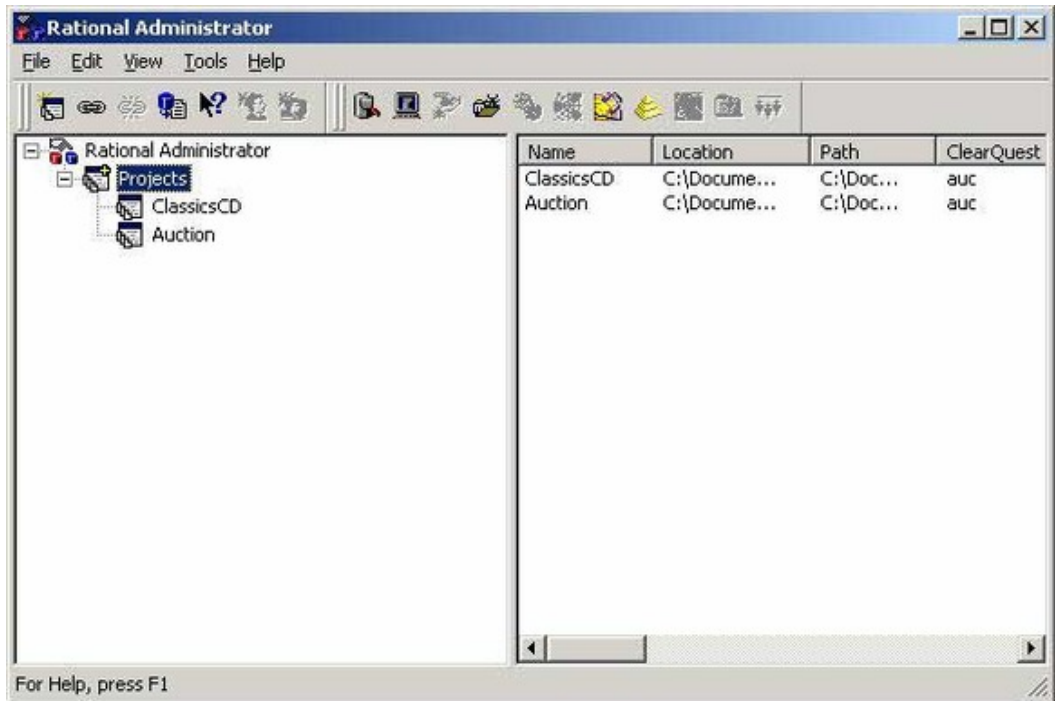 Rational Administrator
File Edit View Tools Help
Rational Administrator
Projects
ClassicsCD
Auction
Name Location Path ClearQuest
ClassicsCD C:\Docume... C:\Doc... auc
Auction C:\Docume... C:\Doc... auc
For Help, press F1